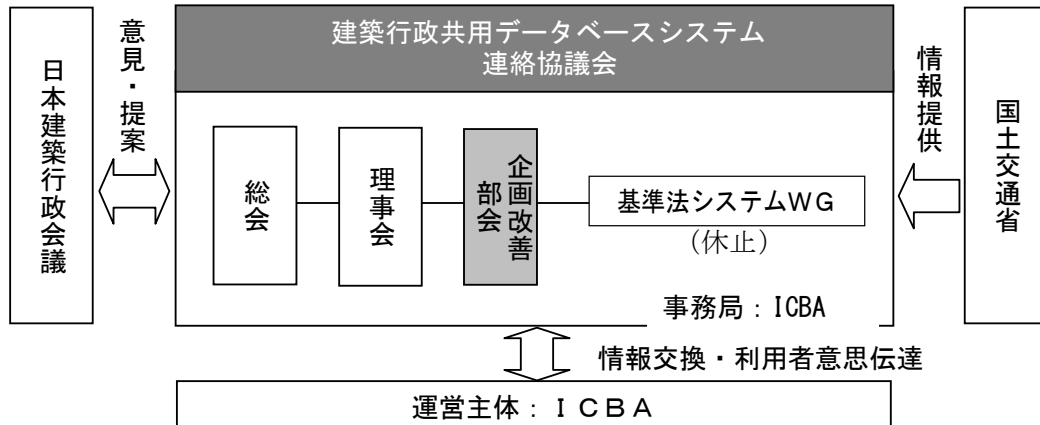 日本建築行政会議
意見・提案
建築行政共用データベースシステム
連絡協議会
総会
理事会
企画改善
部会
基準法システムＷＧ
（休止）
事務局：ICBA
情報提供
国土交通省
情報交換・利用者意思伝達
運営主体：ＩＣＢＡ